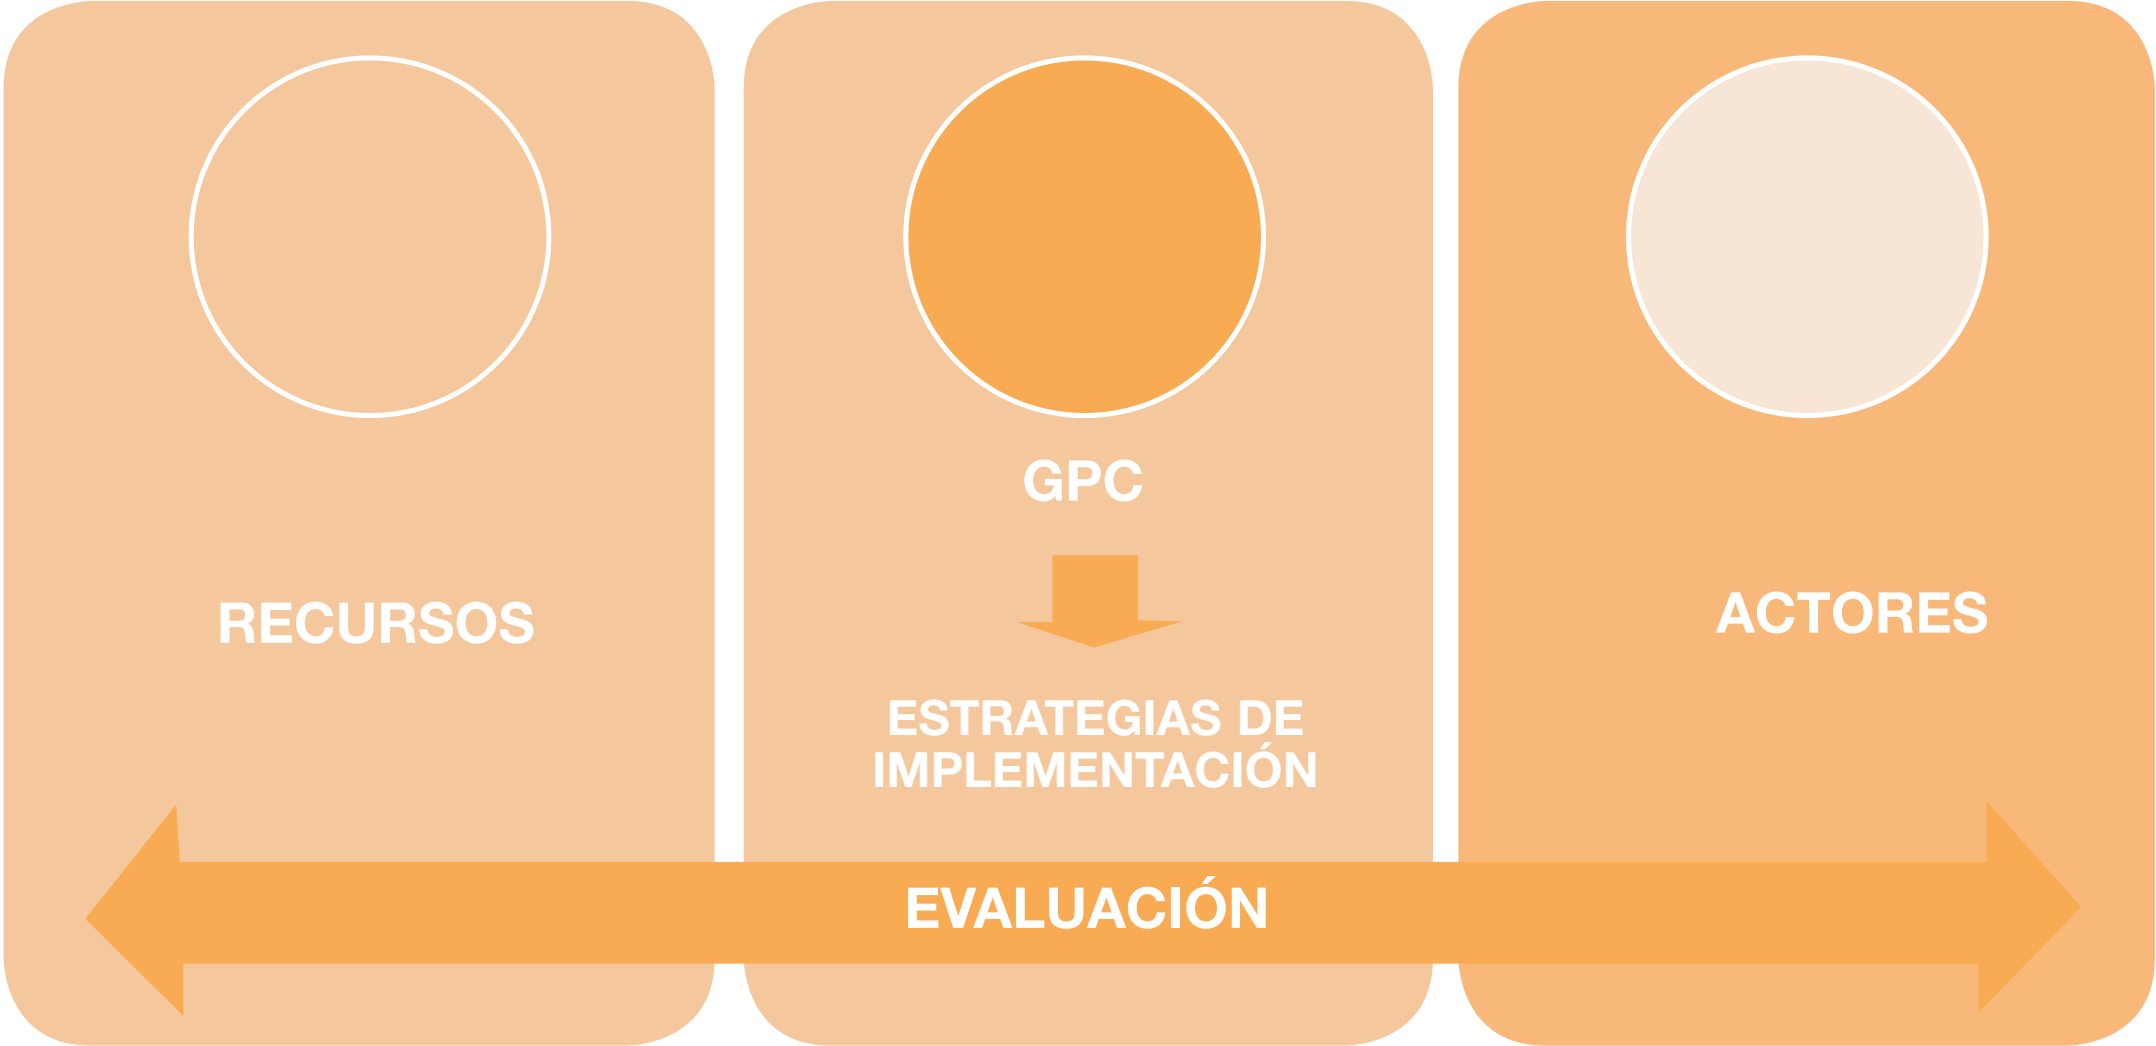 RECURSOS
GPC
ESTRATEGIAS DE
IMPLEMENTACIÓN
ACTORES
EVALUACIÓN